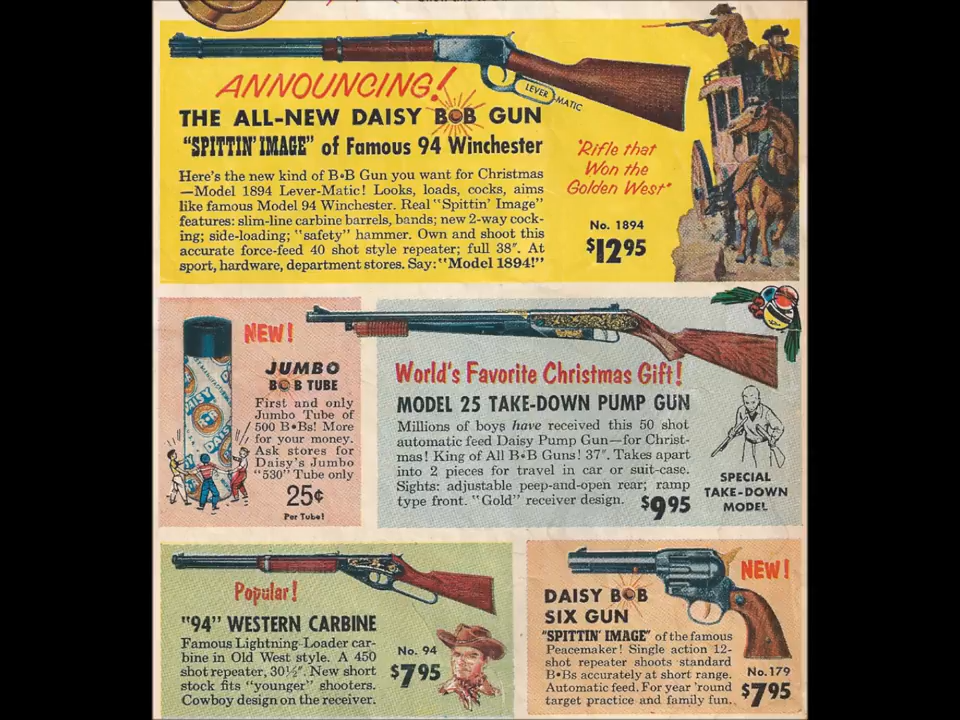 ANNOUNCING!
LEVER-MATIC
THE ALL-NEW DAISY B•B GUN
"SPITTIN' IMAGE" of Famous 94 Winchester
Here's the new kind of B•B Gun you want for Christmas
—Model 1894 Lever-Matic! Looks, loads, cocks, aims
like famous Model 94 Winchester. Real "Spittin' Image"
features: slim-line carbine barrels, bands; new 2-way cock-
ing; side-loading; "safety" hammer. Own and shoot this
accurate force-feed 40 shot style repeater; full 38". At
sport, hardware, department stores. Say: "Model 1894!"
"Rifle that
Won the
Golden West"
No. 1894
$1295
NEW!
DAISY
JUMBO
B•B TUBE
First and only
Jumbo Tube of
500 B•Bs! More
for your money.
Ask stores for
Daisy's Jumbo
"530" Tube only
25¢
Per Tube!
World's Favorite Christmas Gift!
MODEL 25 TAKE-DOWN PUMP GUN
Millions of boys have received this 50 shot
automatic feed Daisy Pump Gun—for Christ-
mas! King of All B•B Guns! 37". Takes apart
into 2 pieces for travel in car or suit-case.
Sights: adjustable peep-and-open rear; ramp
type front. "Gold" receiver design.
$995
SPECIAL
TAKE-DOWN
MODEL
Popular!
"94" WESTERN CARBINE
Famous Lightning-Loader car-
bine in Old West style. A 450
shot repeater, 30½". New short
stock fits "younger" shooters.
Cowboy design on the receiver.
No. 94
$795
NEW!
DAISY B•B
SIX GUN
"SPITTIN' IMAGE" of the famous
Peacemaker! Single action 12-
shot repeater shoots standard
B•Bs accurately at short range.
Automatic feed. For year 'round
target practice and family fun.
No. 179
$795